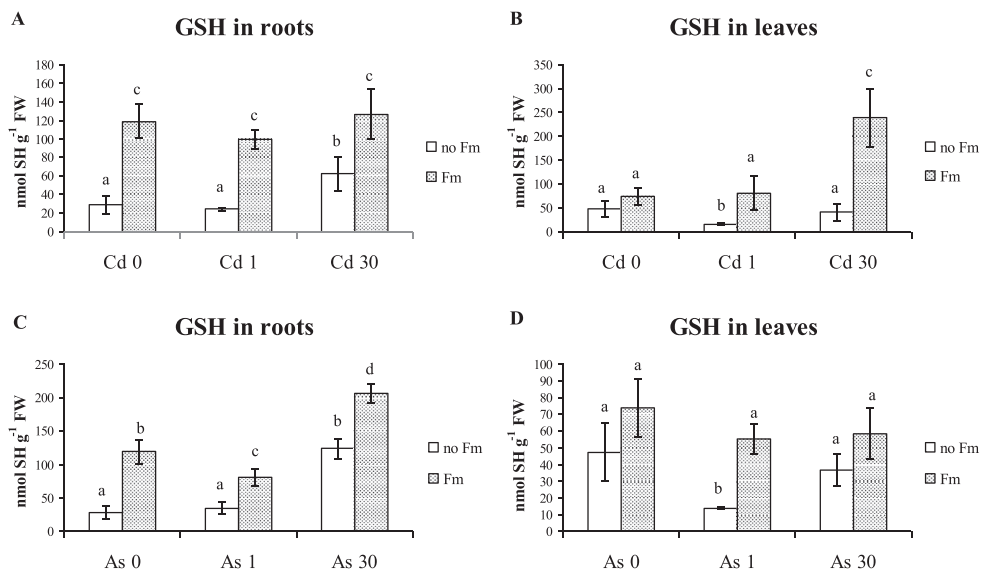 A
GSH in roots
nmol SH g⁻¹ FW
180
160
140
120
100
80
60
40
20
0
a
c
a
c
b
c
Cd 0
Cd 1
Cd 30
no Fm
Fm
B
GSH in leaves
nmol SH g⁻¹ FW
350
300
250
200
150
100
50
0
a
a
b
a
a
c
Cd 0
Cd 1
Cd 30
no Fm
Fm
C
GSH in roots
nmol SH g⁻¹ FW
250
200
150
100
50
0
a
b
a
c
b
d
As 0
As 1
As 30
no Fm
Fm
D
GSH in leaves
nmol SH g⁻¹ FW
100
90
80
70
60
50
40
30
20
10
0
a
a
b
a
a
a
As 0
As 1
As 30
no Fm
Fm